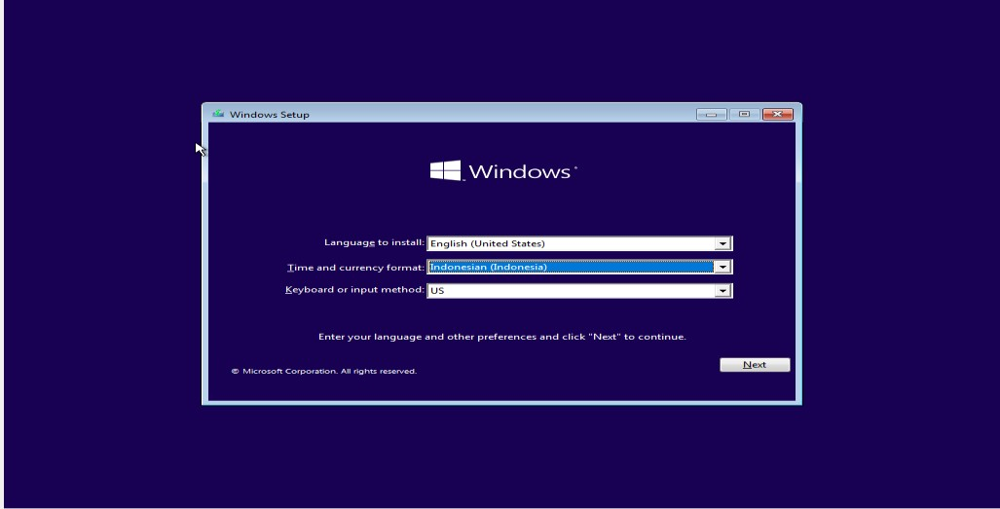 Windows Setup
Windows
Language to install: English (United States)
Time and currency format: Indonesian (Indonesia)
Keyboard or input method: US
Enter your language and other preferences and click "Next" to continue.
Next
© Microsoft Corporation. All rights reserved.